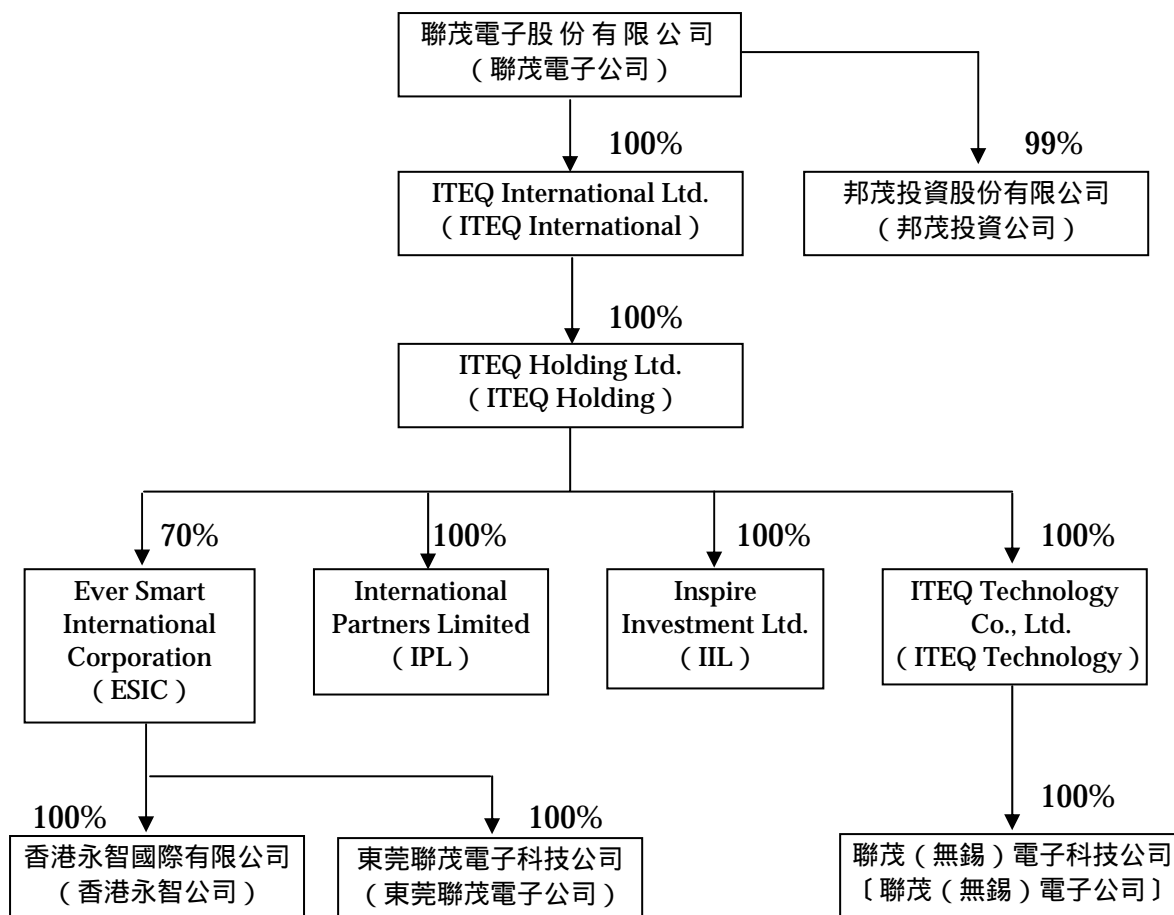 聯茂電子股份有限公司
（聯茂電子公司）
100%
99%
ITEQ International Ltd.
（ITEQ International）
邦茂投資股份有限公司
（邦茂投資公司）
100%
ITEQ Holding Ltd.
（ITEQ Holding）
70%
100%
100%
100%
Ever Smart
International
Corporation
（ESIC）
International
Partners Limited
（IPL）
Inspire
Investment Ltd.
（IIL）
ITEQ Technology
Co., Ltd.
（ITEQ Technology）
100%
100%
100%
香港永智國際有限公司
（香港永智公司）
東莞聯茂電子科技公司
（東莞聯茂電子公司）
聯茂（無錫）電子科技公司
〔聯茂（無錫）電子公司〕